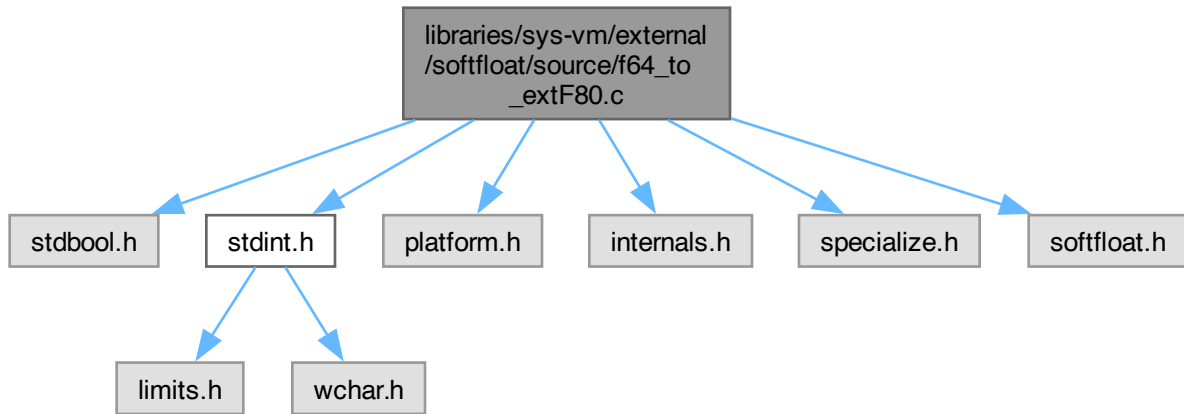 libraries/sys-vm/external
/softfloat/source/f64_to
_extF80.c
stdbool.h
stdint.h
platform.h
internals.h
specialize.h
softfloat.h
limits.h
wchar.h